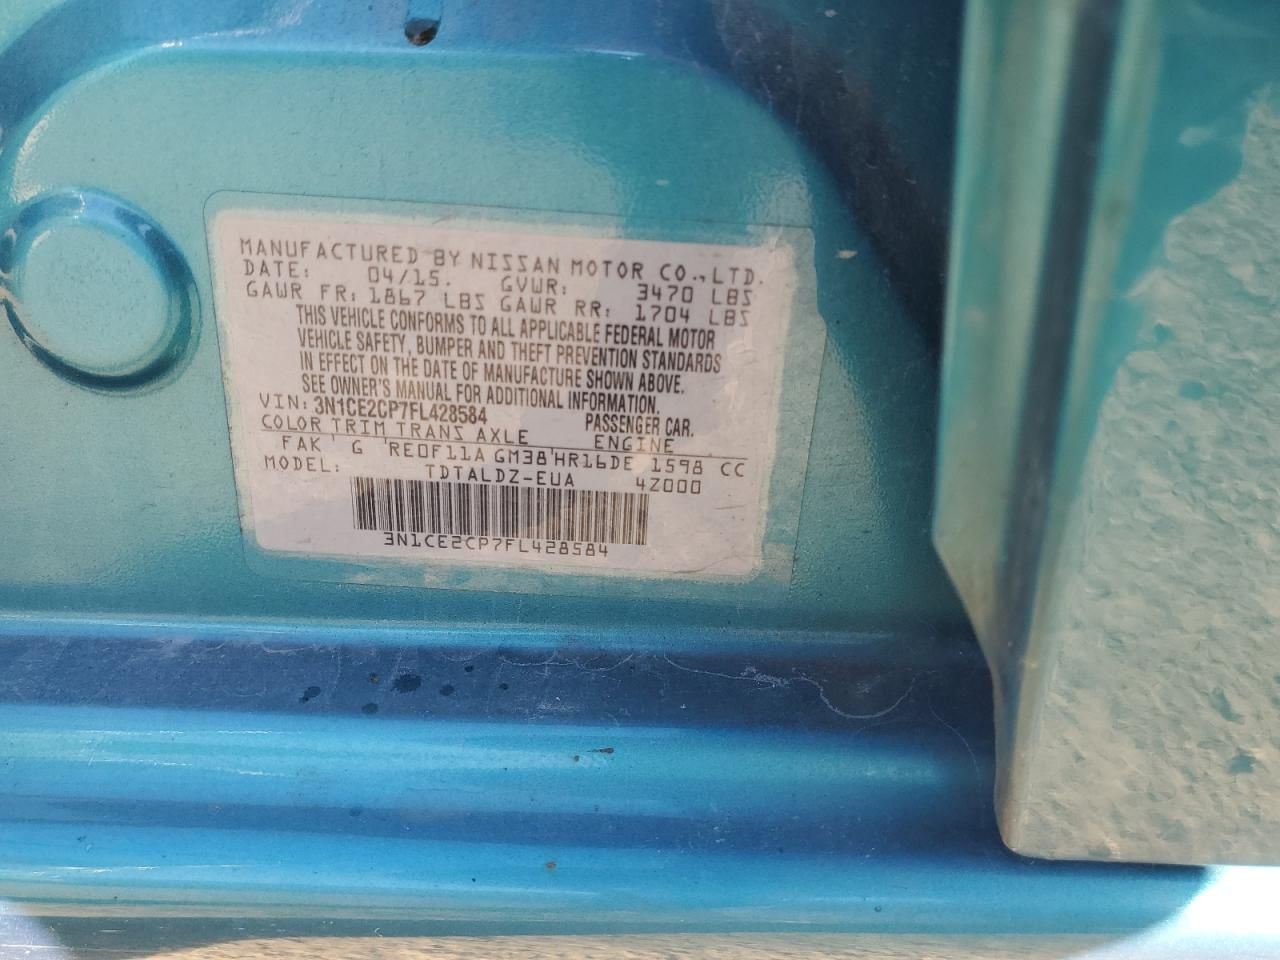 MANUFACTURED BY NISSAN MOTOR CO.,LTD.
DATE: 04/15. GVWR: 3470 LBS
GAWR FR: 1867 LBS GAWR RR: 1704 LBS
THIS VEHICLE CONFORMS TO ALL APPLICABLE FEDERAL MOTOR
VEHICLE SAFETY, BUMPER AND THEFT PREVENTION STANDARDS
IN EFFECT ON THE DATE OF MANUFACTURE SHOWN ABOVE.
SEE OWNER'S MANUAL FOR ADDITIONAL INFORMATION.
VIN: 3N1CE2CP7FL428584 PASSENGER CAR.
COLOR TRIM TRANS AXLE ENGINE
FAK G RE0F11A GM38 HR16DE 1598 CC
MODEL: TDTALDZ-EUA 4Z000
3N1CE2CP7FL428584